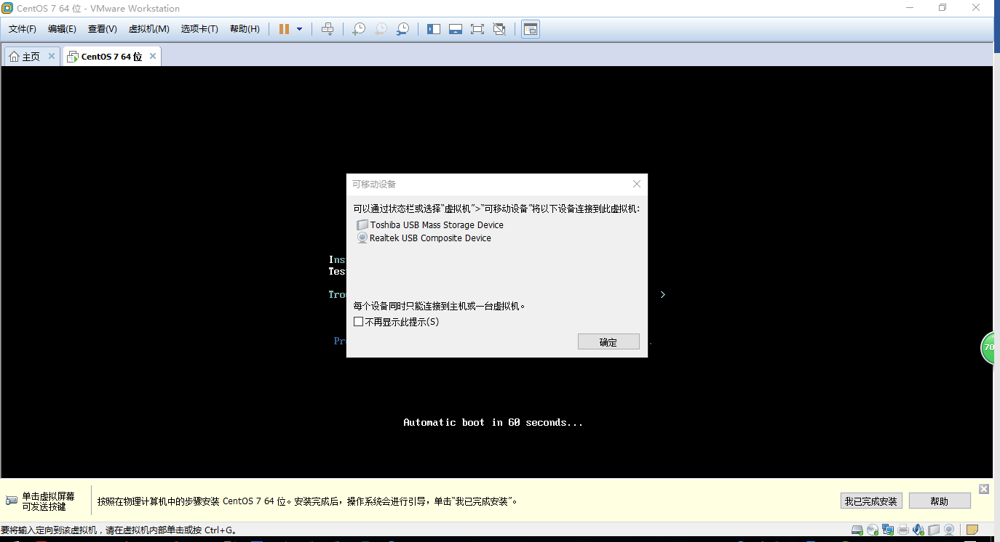 CentOS 7 64 位 - VMware Workstation
文件(F) 编辑(E) 查看(V) 虚拟机(M) 选项卡(T) 帮助(H)
主页 CentOS 7 64 位
可移动设备
可以通过状态栏或选择“虚拟机”>“可移动设备”将以下设备连接到此虚拟机:
Toshiba USB Mass Storage Device
Realtek USB Composite Device
Ins
Tes
Tro >
每个设备同时只能连接到主机或一台虚拟机。
不再显示此提示(S)
Pr
确定
.
70
Automatic boot in 60 seconds...
单击虚拟屏幕
可发送按键
按照在物理计算机中的步骤安装 CentOS 7 64 位。安装完成后，操作系统会进行引导，单击“我已完成安装”。
我已完成安装 帮助
要将输入定向到该虚拟机，请在虚拟机内部单击或按 Ctrl+G。